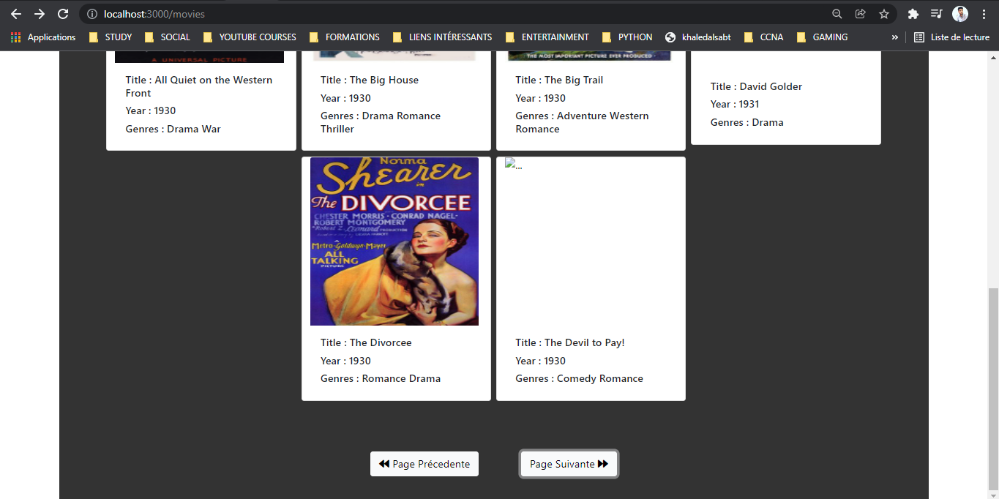 localhost:3000/movies
Applications STUDY SOCIAL YOUTUBE COURSES FORMATIONS LIENS INTÉRESSANTS ENTERTAINMENT PYTHON khaledalsabt CCNA GAMING » Liste de lecture
A UNIVERSAL PICTURE
THE MOST IMPORTANT PICTURE EVER PRODUCED
Title : All Quiet on the Western
Front
Year : 1930
Genres : Drama War
Title : The Big House
Year : 1930
Genres : Drama Romance
Thriller
Title : The Big Trail
Year : 1930
Genres : Adventure Western
Romance
Title : David Golder
Year : 1931
Genres : Drama
Norma
Shearer
in
The DIVORCEE
CHESTER MORRIS - CONRAD NAGEL-
ROBERT MONTGOMERY
Robert Z. Leonard PRODUCTION
Metro-Goldwyn-Mayer
ALL
TALKING
PICTURE
Title : The Divorcee
Year : 1930
Genres : Romance Drama
...
Title : The Devil to Pay!
Year : 1930
Genres : Comedy Romance
Page Précedente
Page Suivante